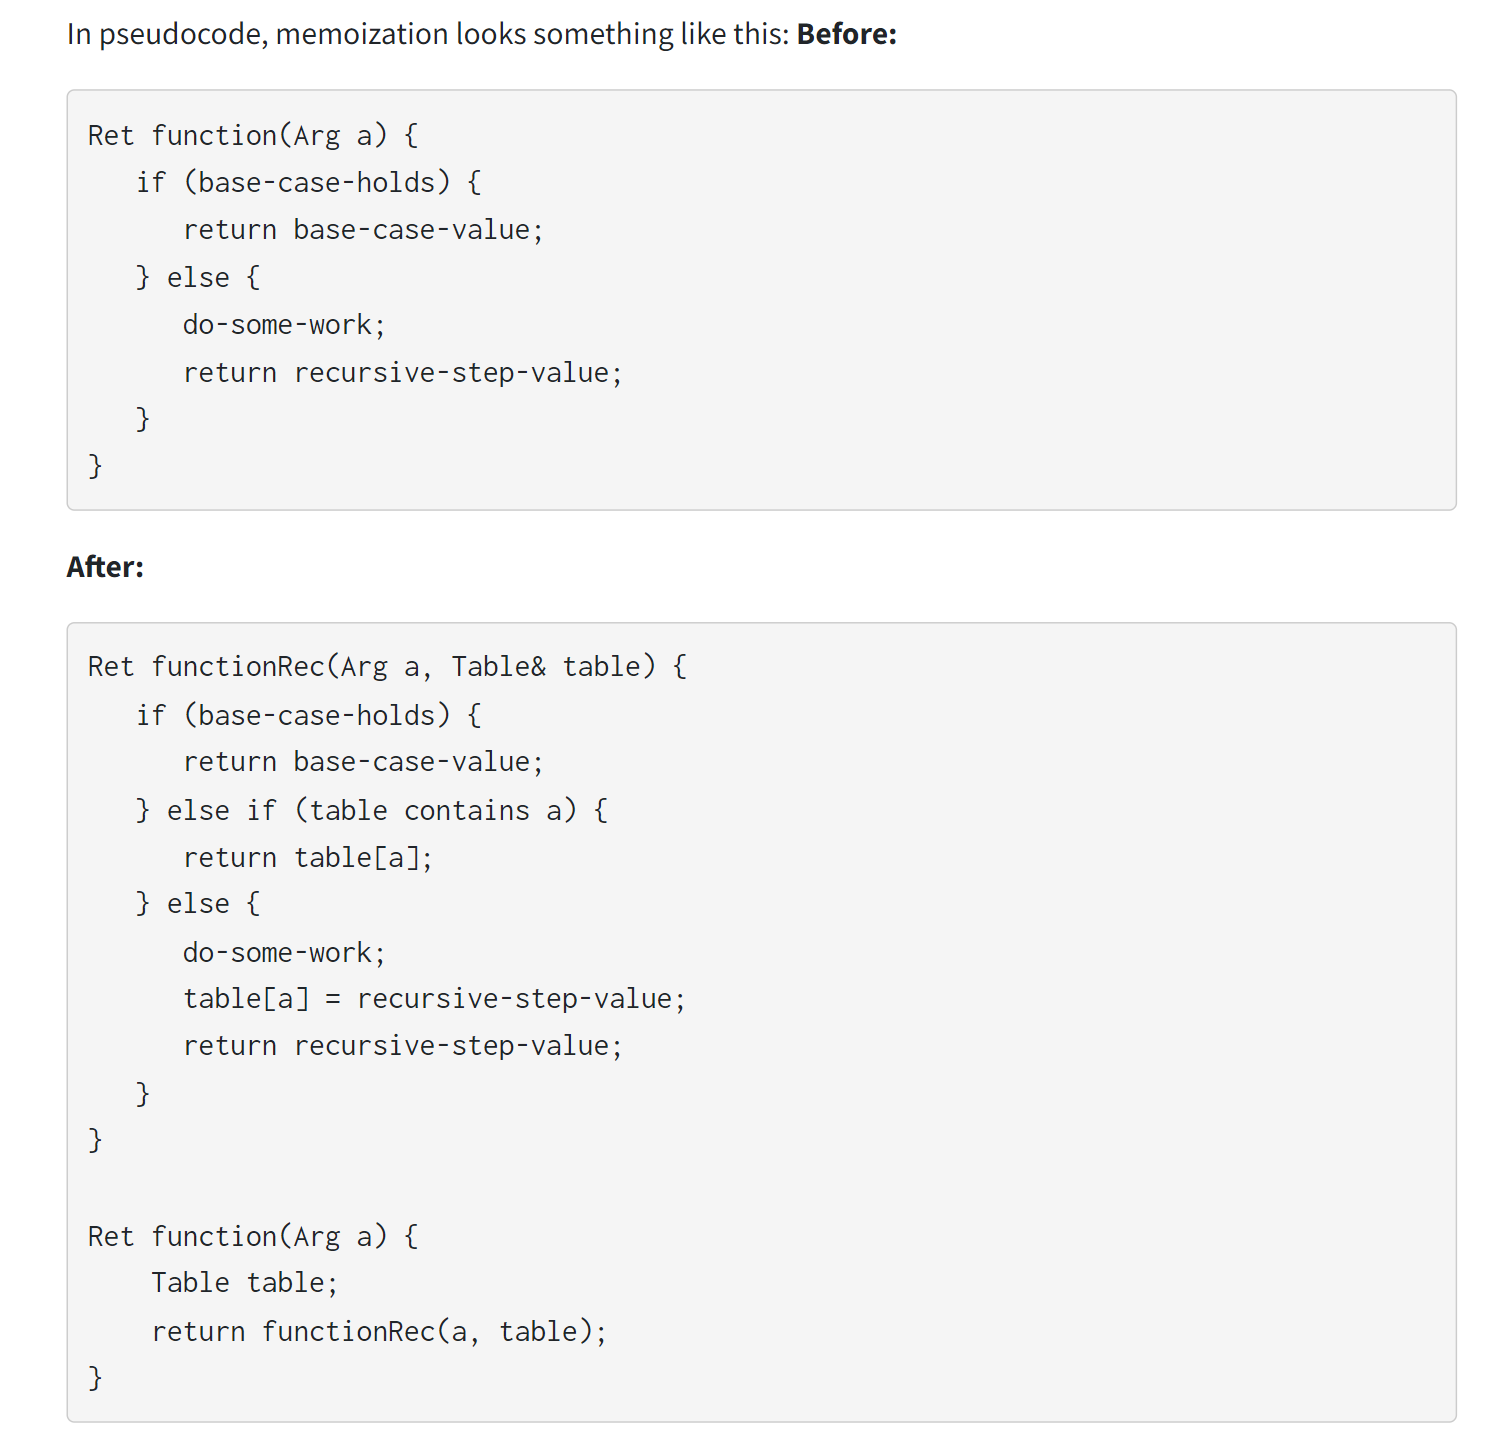 In pseudocode, memoization looks something like this: Before:
Ret function(Arg a) {
   if (base-case-holds) {
      return base-case-value;
   } else {
      do-some-work;
      return recursive-step-value;
   }
}
After:
Ret functionRec(Arg a, Table& table) {
   if (base-case-holds) {
      return base-case-value;
   } else if (table contains a) {
      return table[a];
   } else {
      do-some-work;
      table[a] = recursive-step-value;
      return recursive-step-value;
   }
}
Ret function(Arg a) {
    Table table;
    return functionRec(a, table);
}